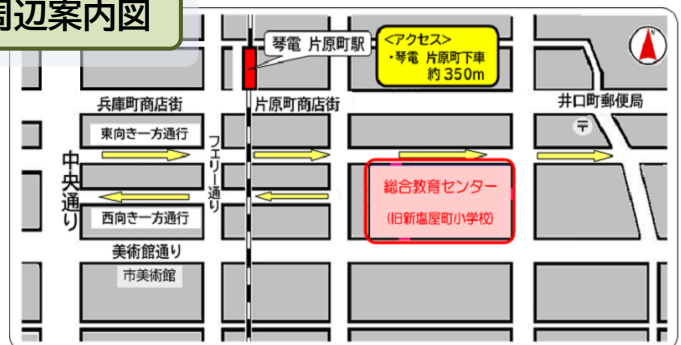 周辺案内図
琴電 片原町駅
<アクセス>
・琴電 片原町下車
約350m
兵庫町商店街
片原町商店街
井口町郵便局
〒
東向き一方通行
中央通り
フェリー通り
西向き一方通行
総合教育センター
(旧新塩屋町小学校)
美術館通り
市美術館